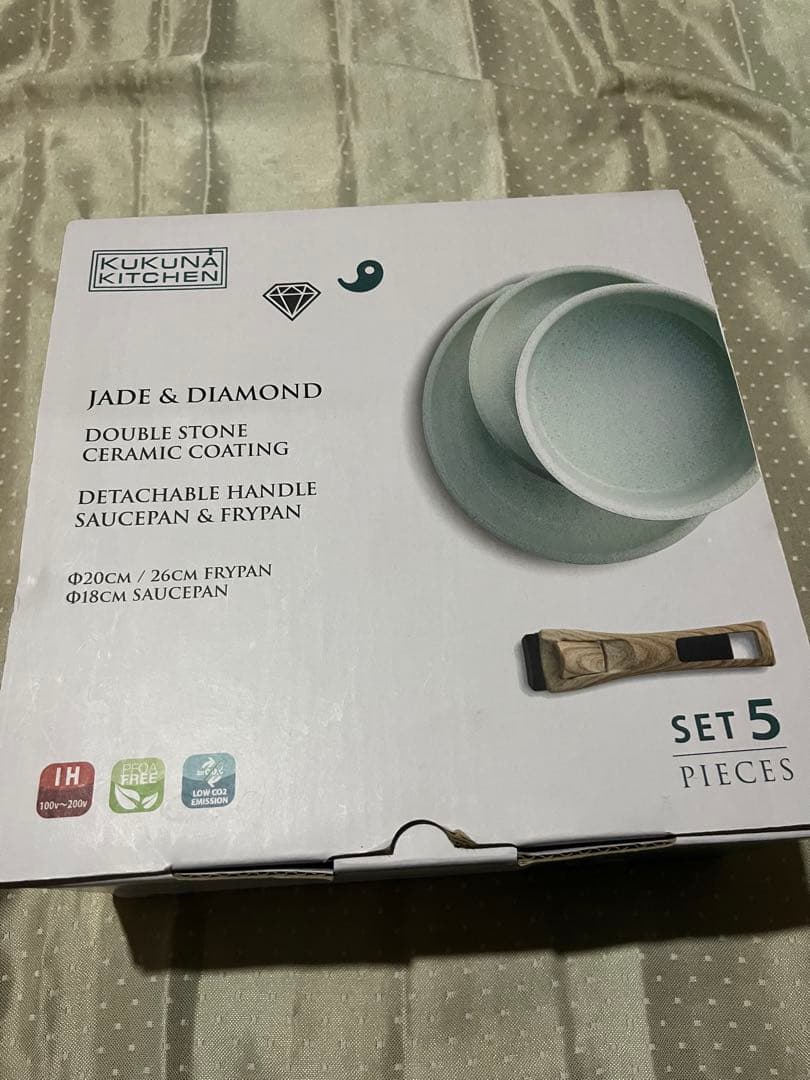 KUKUNÁ
KITCHEN
JADE & DIAMOND
DOUBLE STONE
CERAMIC COATING
DETACHABLE HANDLE
SAUCEPAN & FRYPAN
Φ20CM / 26CM FRYPAN
Φ18CM SAUCEPAN
SET 5
PIECES
IH
100v～200v
PFOA
FREE
LOW CO2
EMISSION